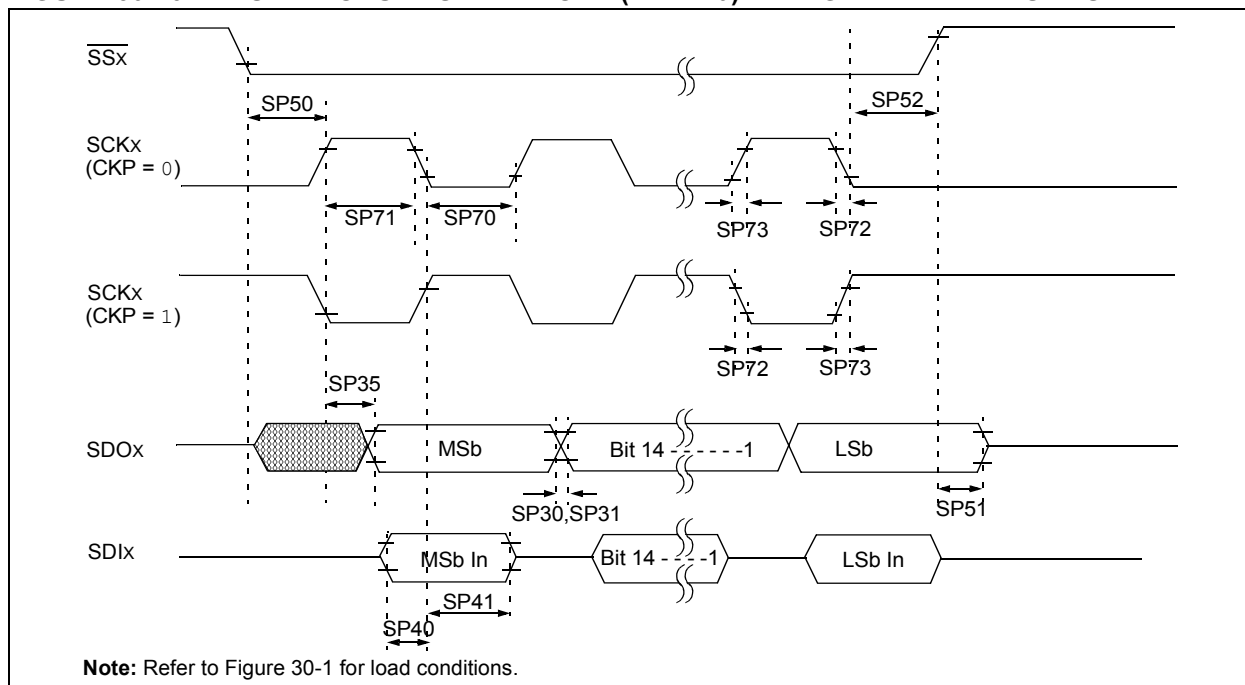 SSx
SP50
SP52
SCKx
(CKP = 0)
SP71
SP70
SP73
SP72
SCKx
(CKP = 1)
SP72
SP73
SP35
SDOx
MSb
Bit 14 - - - - - -1
LSb
SP30,SP31
SP51
SDIx
MSb In
Bit 14 - - - -1
LSb In
SP41
SP40
Note: Refer to Figure 30-1 for load conditions.